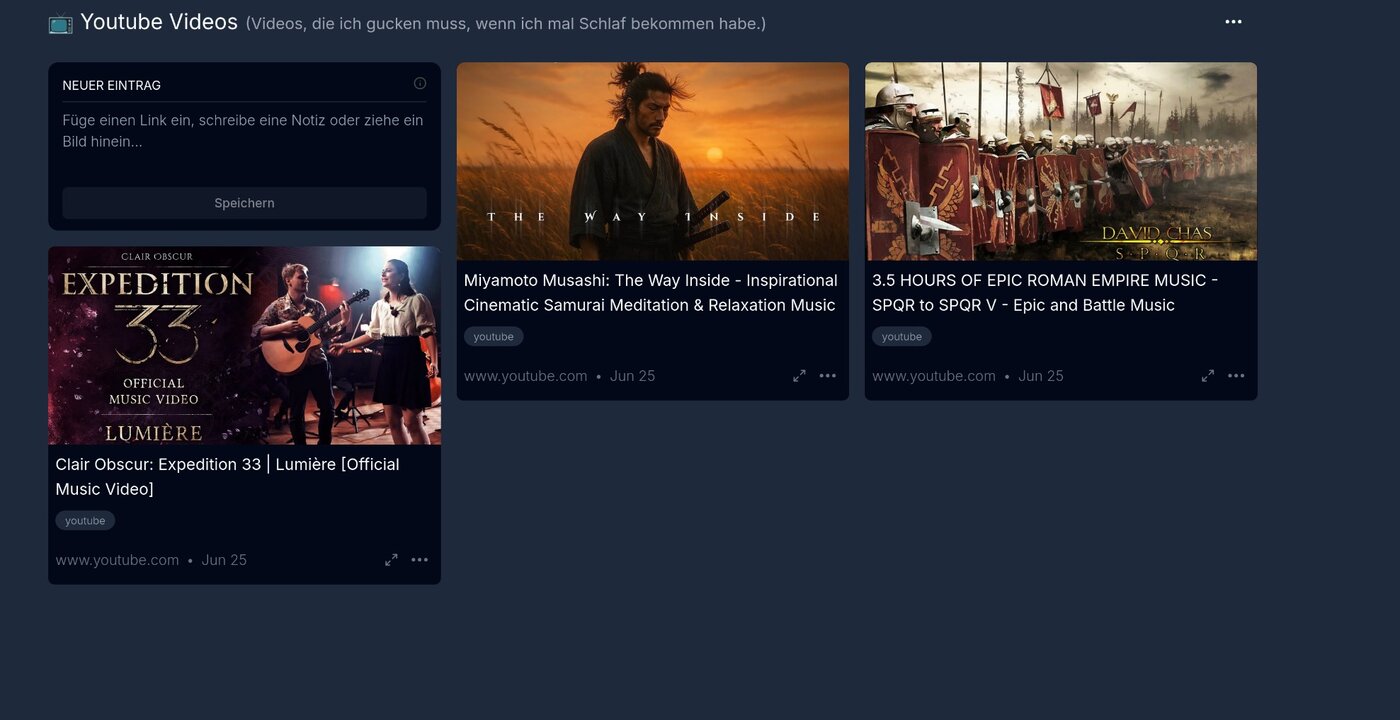 Youtube Videos (Videos, die ich gucken muss, wenn ich mal Schlaf bekommen habe.)
NEUER EINTRAG
Füge einen Link ein, schreibe eine Notiz oder ziehe ein
Bild hinein...
Speichern
CLAIR OBSCUR
EXPEDITION
33
OFFICIAL
MUSIC VIDEO
LUMIÈRE
Clair Obscur: Expedition 33 | Lumière [Official
Music Video]
youtube
www.youtube.com • Jun 25
THE WAY INSIDE
Miyamoto Musashi: The Way Inside - Inspirational
Cinematic Samurai Meditation & Relaxation Music
youtube
www.youtube.com • Jun 25
DAVID CHAS
S·P·Q·R
3.5 HOURS OF EPIC ROMAN EMPIRE MUSIC -
SPQR to SPQR V - Epic and Battle Music
youtube
www.youtube.com • Jun 25